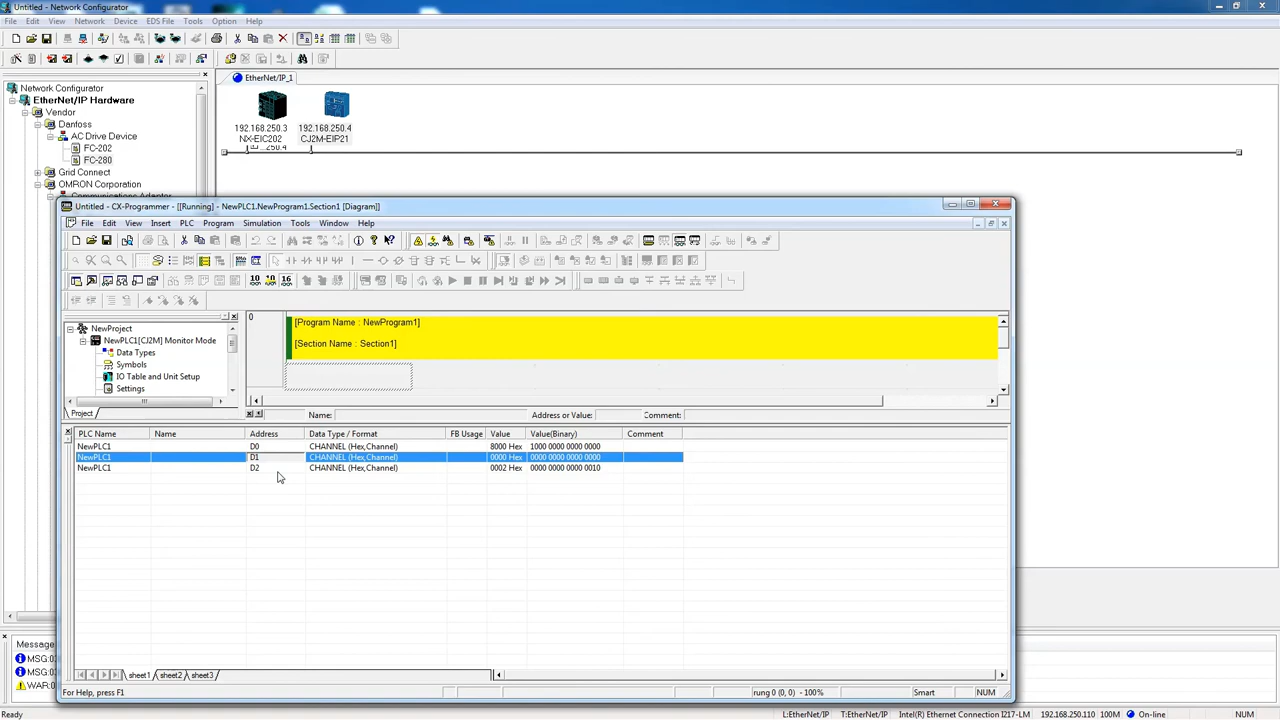 Untitled - Network Configurator
File Edit View Network Device EDS File Tools Option Help
Network Configurator
EtherNet/IP Hardware
Vendor
Danfoss
AC Drive Device
FC-202
FC-280
Grid Connect
OMRON Corporation
EtherNet/IP_1
192.168.250.3
NX-EIC202
192.168.250.4
CJ2M-EIP21
Untitled - CX-Programmer - [[Running] - NewPLC1.NewProgram1.Section1 [Diagram]]
File Edit View Insert PLC Program Simulation Tools Window Help
NewProject
NewPLC1[CJ2M] Monitor Mode
Data Types
Symbols
IO Table and Unit Setup
Settings
Project
0
[Program Name : NewProgram1]
[Section Name : Section1]
Name: Address or Value: Comment:
PLC Name Name Address Data Type / Format FB Usage Value Value(Binary) Comment
NewPLC1 D0 CHANNEL (Hex,Channel) 8000 Hex 1000 0000 0000 0000
NewPLC1 D1 CHANNEL (Hex,Channel) 0000 Hex 0000 0000 0000 0000
NewPLC1 D2 CHANNEL (Hex,Channel) 0002 Hex 0000 0000 0000 0010
sheet1 sheet2 sheet3
For Help, press F1
rung 0 (0, 0) - 100% Smart NUM
Message
Ready
L:EtherNet/IP T:EtherNet/IP Intel(R) Ethernet Connection I217-LM 192.168.250.110 100M On-line NUM